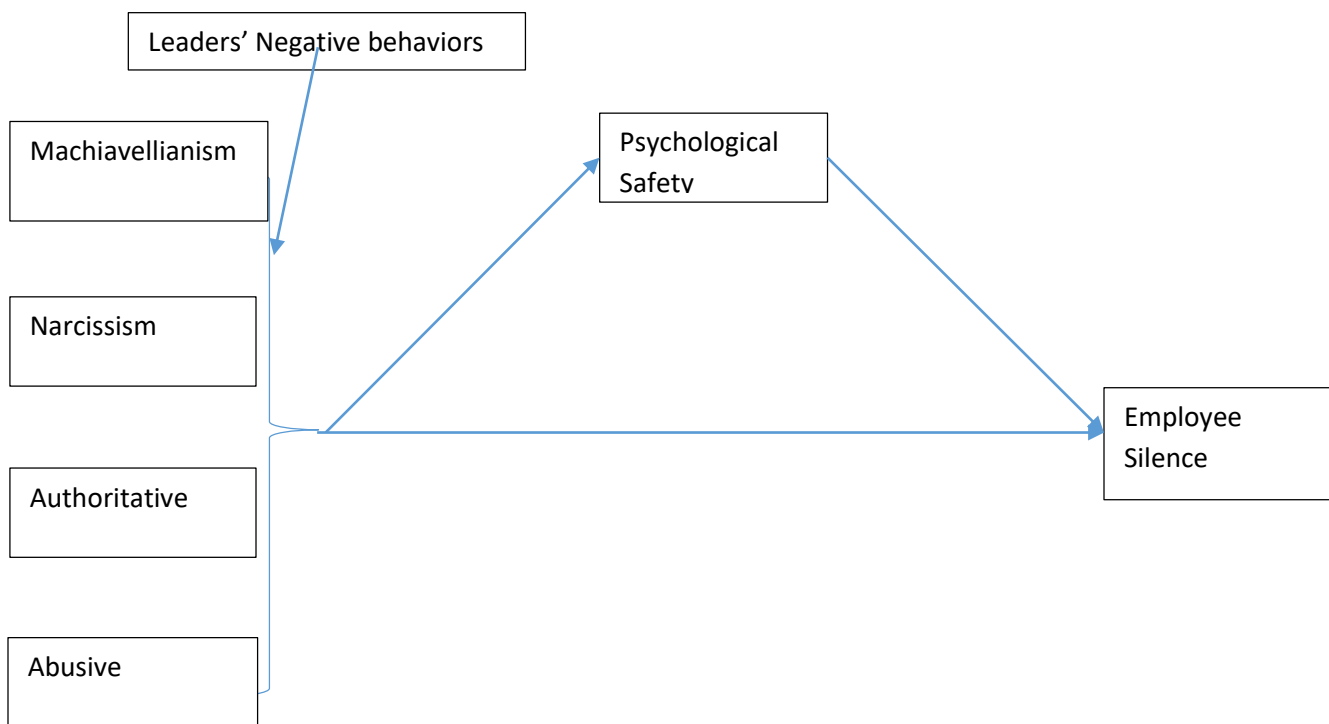 Leaders’ Negative behaviors
Machiavellianism
Psychological
Safety
Narcissism
Employee
Silence
Authoritative
Abusive